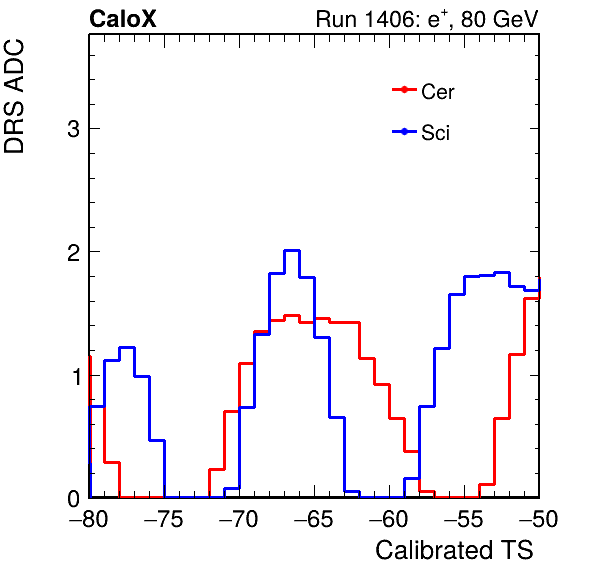 CaloX Run 1406: e⁺, 80 GeV
DRS ADC
Cer
Sci
3
2
1
0
−80 −75 −70 −65 −60 −55 −50
Calibrated TS